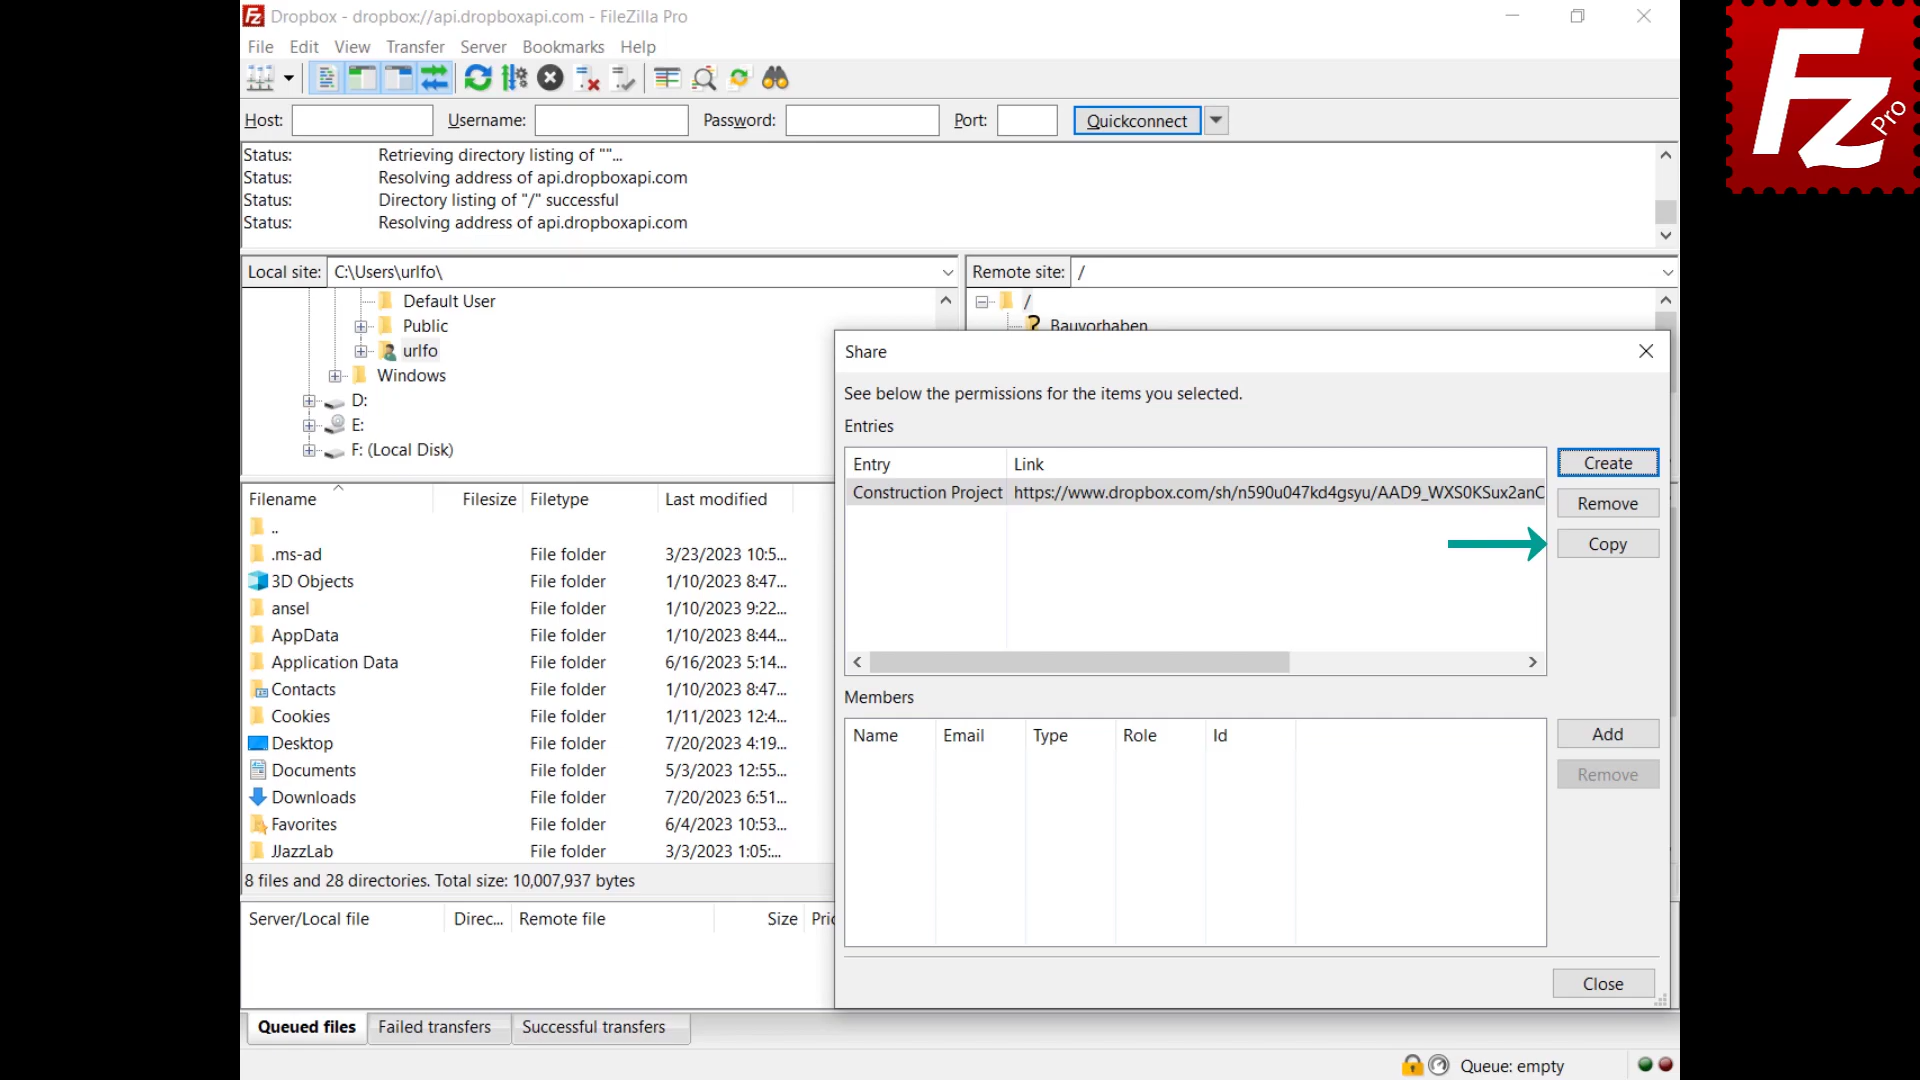 Dropbox - dropbox://api.dropboxapi.com - FileZilla Pro
File Edit View Transfer Server Bookmarks Help
Host: Username: Password: Port: Quickconnect
Status: Retrieving directory listing of ""...
Status: Resolving address of api.dropboxapi.com
Status: Directory listing of "/" successful
Status: Resolving address of api.dropboxapi.com
Local site: C:\Users\urlfo\
Default User
Public
urlfo
Windows
D:
E:
F: (Local Disk)
Remote site: /
/
Bauvorhaben
Filename Filesize Filetype Last modified
..
.ms-ad File folder 3/23/2023 10:5...
3D Objects File folder 1/10/2023 8:47...
ansel File folder 1/10/2023 9:22...
AppData File folder 1/10/2023 8:44...
Application Data File folder 6/16/2023 5:14...
Contacts File folder 1/10/2023 8:47...
Cookies File folder 1/11/2023 12:4...
Desktop File folder 7/20/2023 4:19...
Documents File folder 5/3/2023 12:55...
Downloads File folder 7/20/2023 6:51...
Favorites File folder 6/4/2023 10:53...
JJazzLab File folder 3/3/2023 1:05:...
8 files and 28 directories. Total size: 10,007,937 bytes
Server/Local file Direc... Remote file Size Pric
Queued files Failed transfers Successful transfers
Queue: empty
Share
See below the permissions for the items you selected.
Entries
Entry Link
Construction Project https://www.dropbox.com/sh/n590u047kd4gsyu/AAD9_WXS0KSux2anC
Create
Remove
Copy
Members
Name Email Type Role Id
Add
Remove
Close
Fz Pro